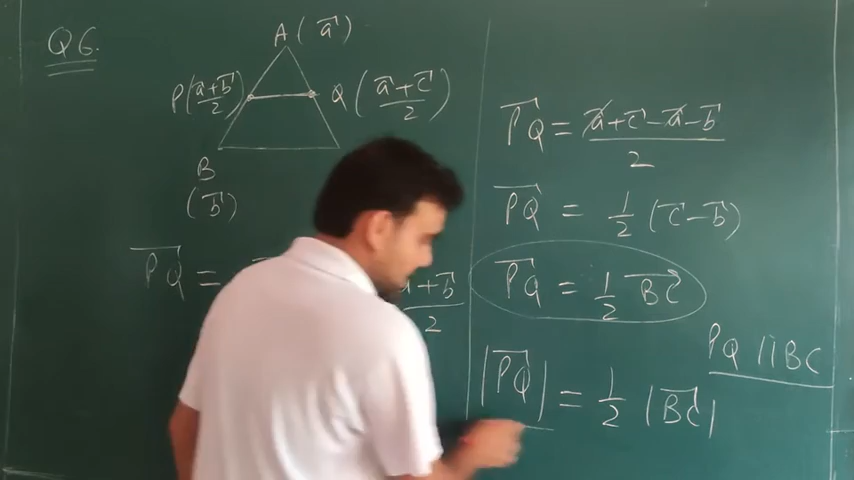 Q6.
A(a⃗)
P(a⃗+b⃗/2) Q(a⃗+c⃗/2)
B
(b⃗)
PQ⃗ =
a+b⃗/2
PQ⃗ = a⃗+c⃗-a⃗-b⃗/2
PQ⃗ = 1/2 (c⃗-b⃗)
PQ⃗ = 1/2 BC⃗
PQ || BC
|PQ⃗| = 1/2 |BC⃗|